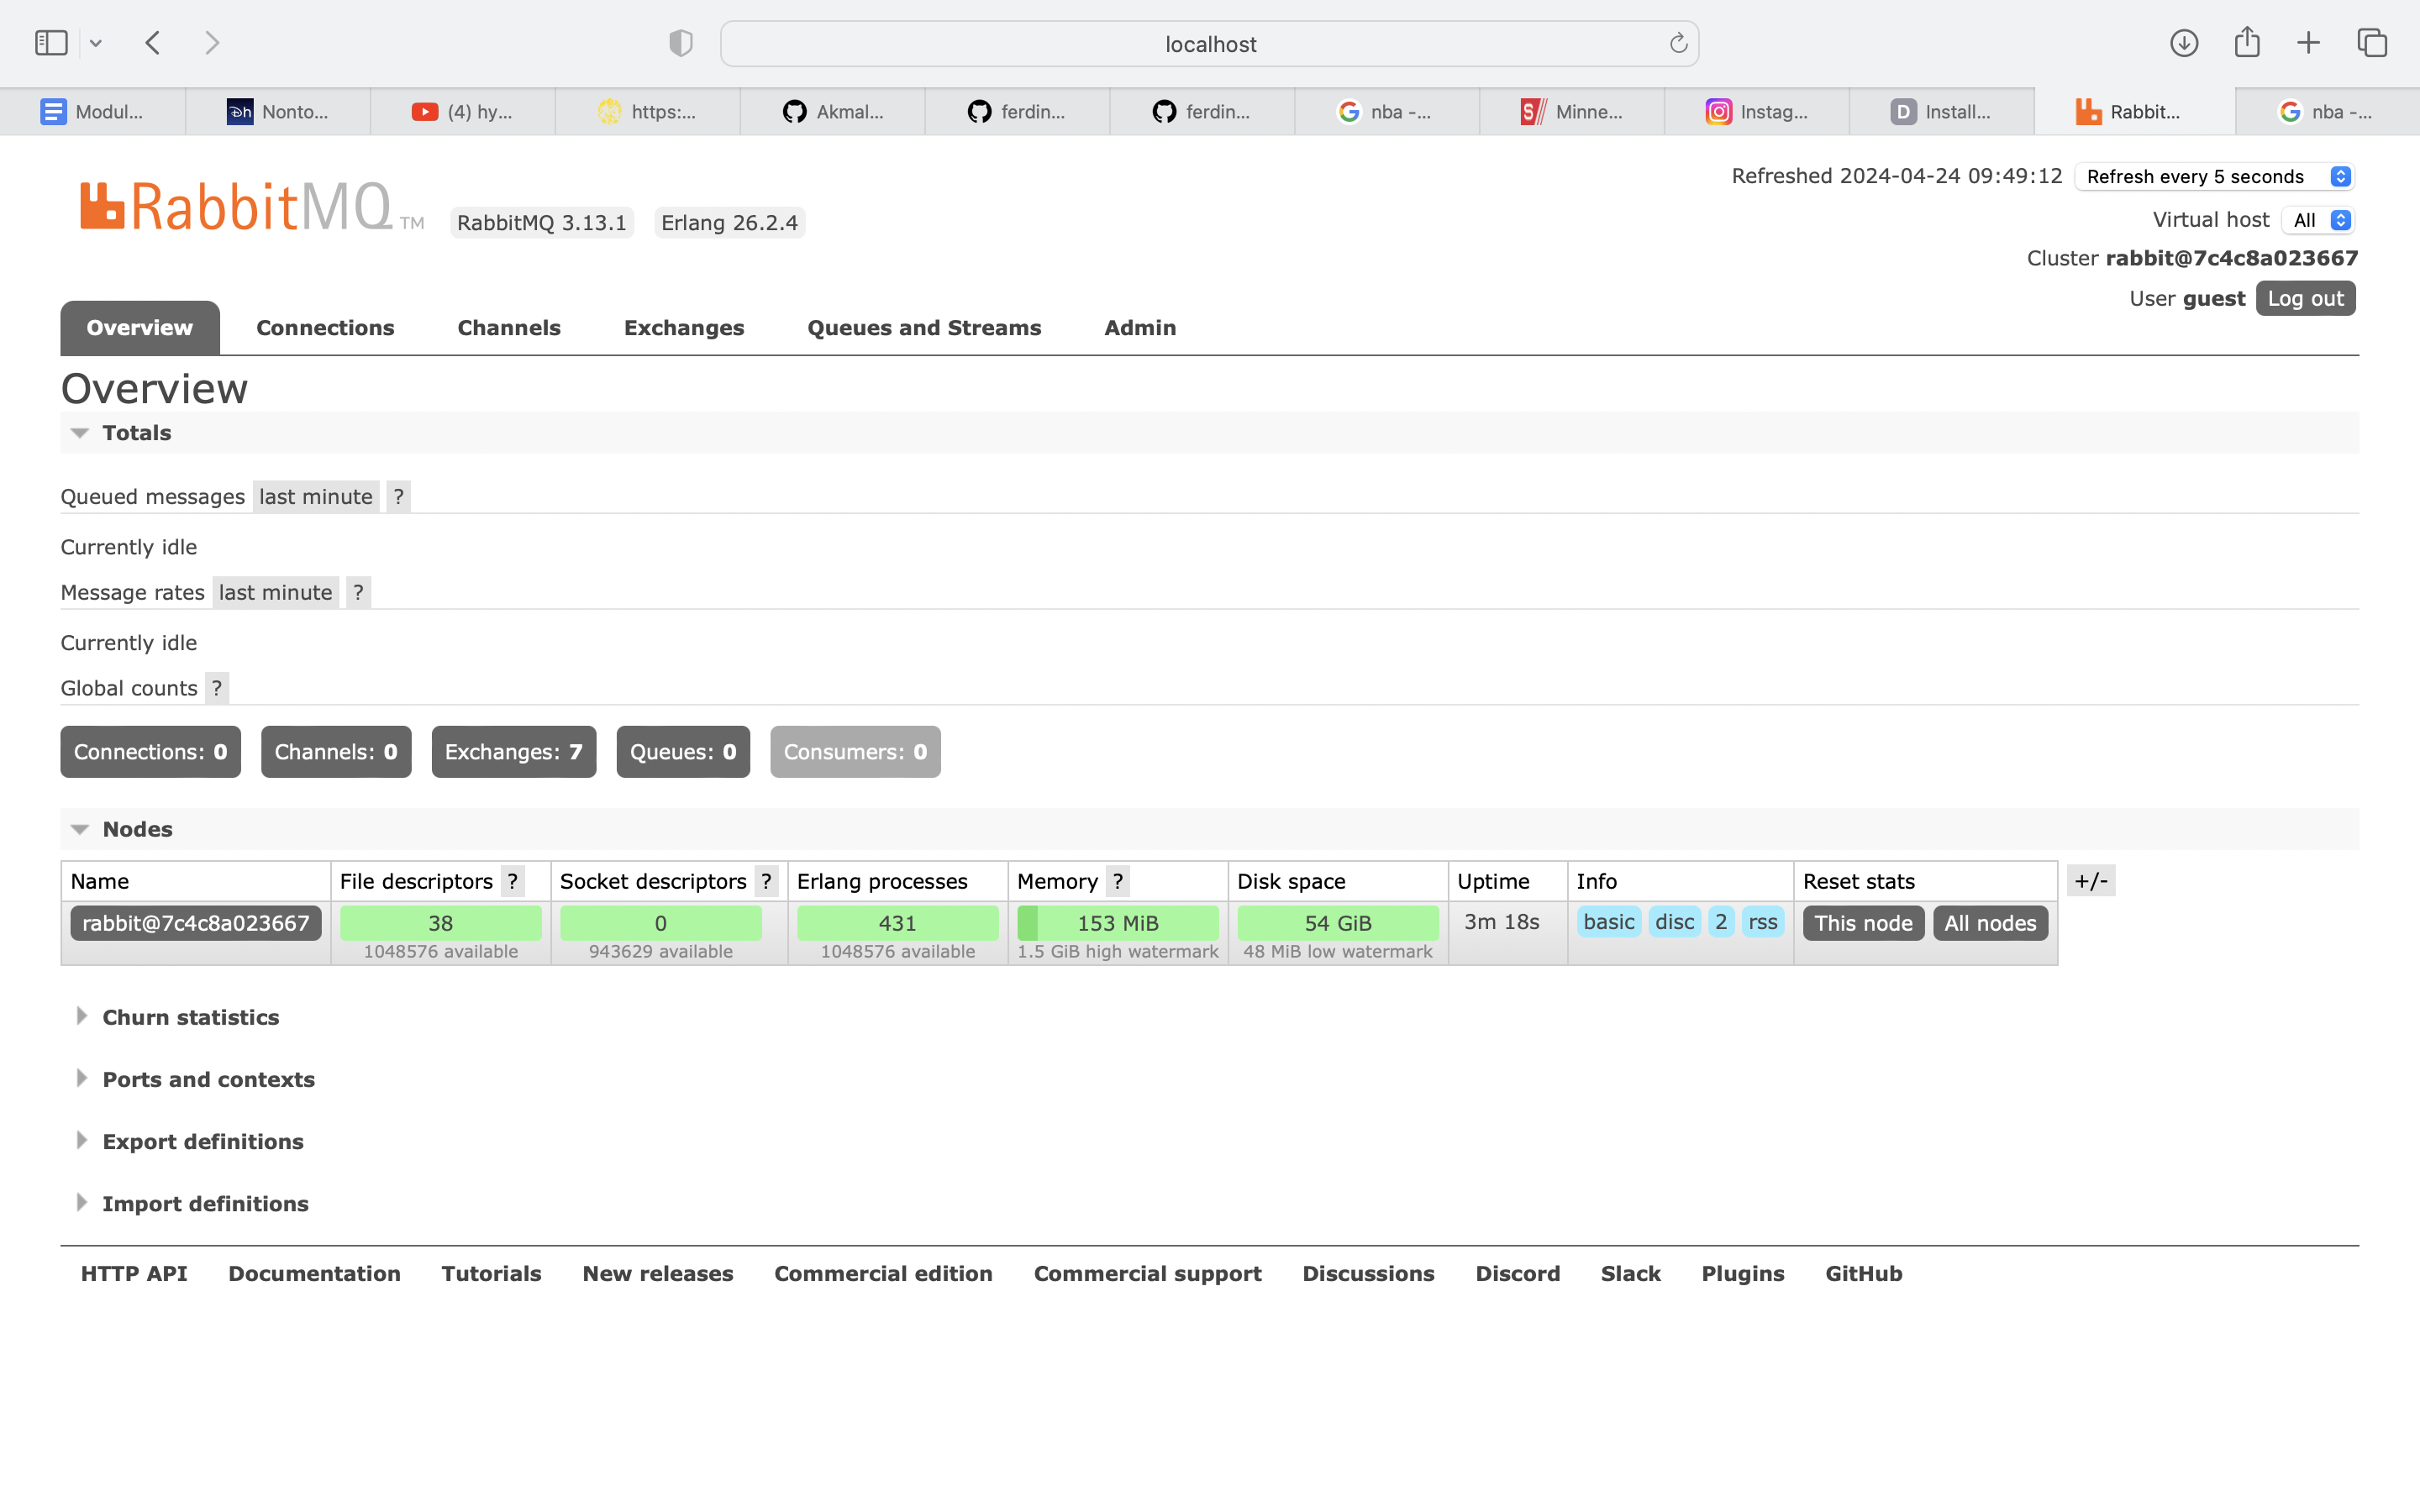 localhost
Modul...
Nonto...
(4) hy...
https:...
Akmal...
ferdin...
ferdin...
nba -...
Minne...
Instag...
Install...
Rabbit...
nba -...
RabbitMQ TM
RabbitMQ 3.13.1 Erlang 26.2.4
Refreshed 2024-04-24 09:49:12 Refresh every 5 seconds
Virtual host All
Cluster rabbit@7c4c8a023667
User guest Log out
Overview Connections Channels Exchanges Queues and Streams Admin
Overview
Totals
Queued messages last minute ?
Currently idle
Message rates last minute ?
Currently idle
Global counts ?
Connections: 0 Channels: 0 Exchanges: 7 Queues: 0 Consumers: 0
Nodes
Name File descriptors ? Socket descriptors ? Erlang processes Memory ? Disk space Uptime Info Reset stats +/-
rabbit@7c4c8a023667 38 0 431 153 MiB 54 GiB 3m 18s basic disc 2 rss This node All nodes
1048576 available 943629 available 1048576 available 1.5 GiB high watermark 48 MiB low watermark
Churn statistics
Ports and contexts
Export definitions
Import definitions
HTTP API Documentation Tutorials New releases Commercial edition Commercial support Discussions Discord Slack Plugins GitHub